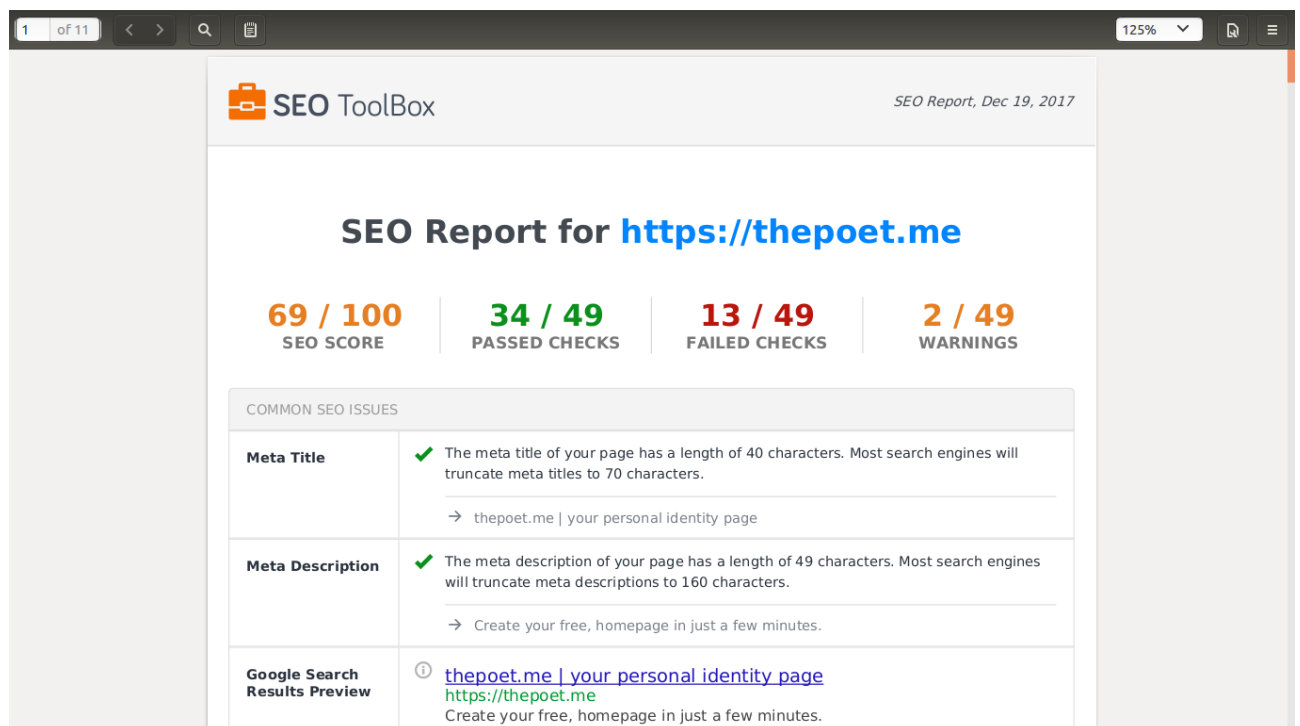 1 of 11
125%
SEO ToolBox
SEO Report, Dec 19, 2017
SEO Report for https://thepoet.me
69 / 100
SEO SCORE
34 / 49
PASSED CHECKS
13 / 49
FAILED CHECKS
2 / 49
WARNINGS
COMMON SEO ISSUES
Meta Title
The meta title of your page has a length of 40 characters. Most search engines will
truncate meta titles to 70 characters.
thepoet.me | your personal identity page
Meta Description
The meta description of your page has a length of 49 characters. Most search engines
will truncate meta descriptions to 160 characters.
Create your free, homepage in just a few minutes.
Google Search
Results Preview
thepoet.me | your personal identity page
https://thepoet.me
Create your free, homepage in just a few minutes.